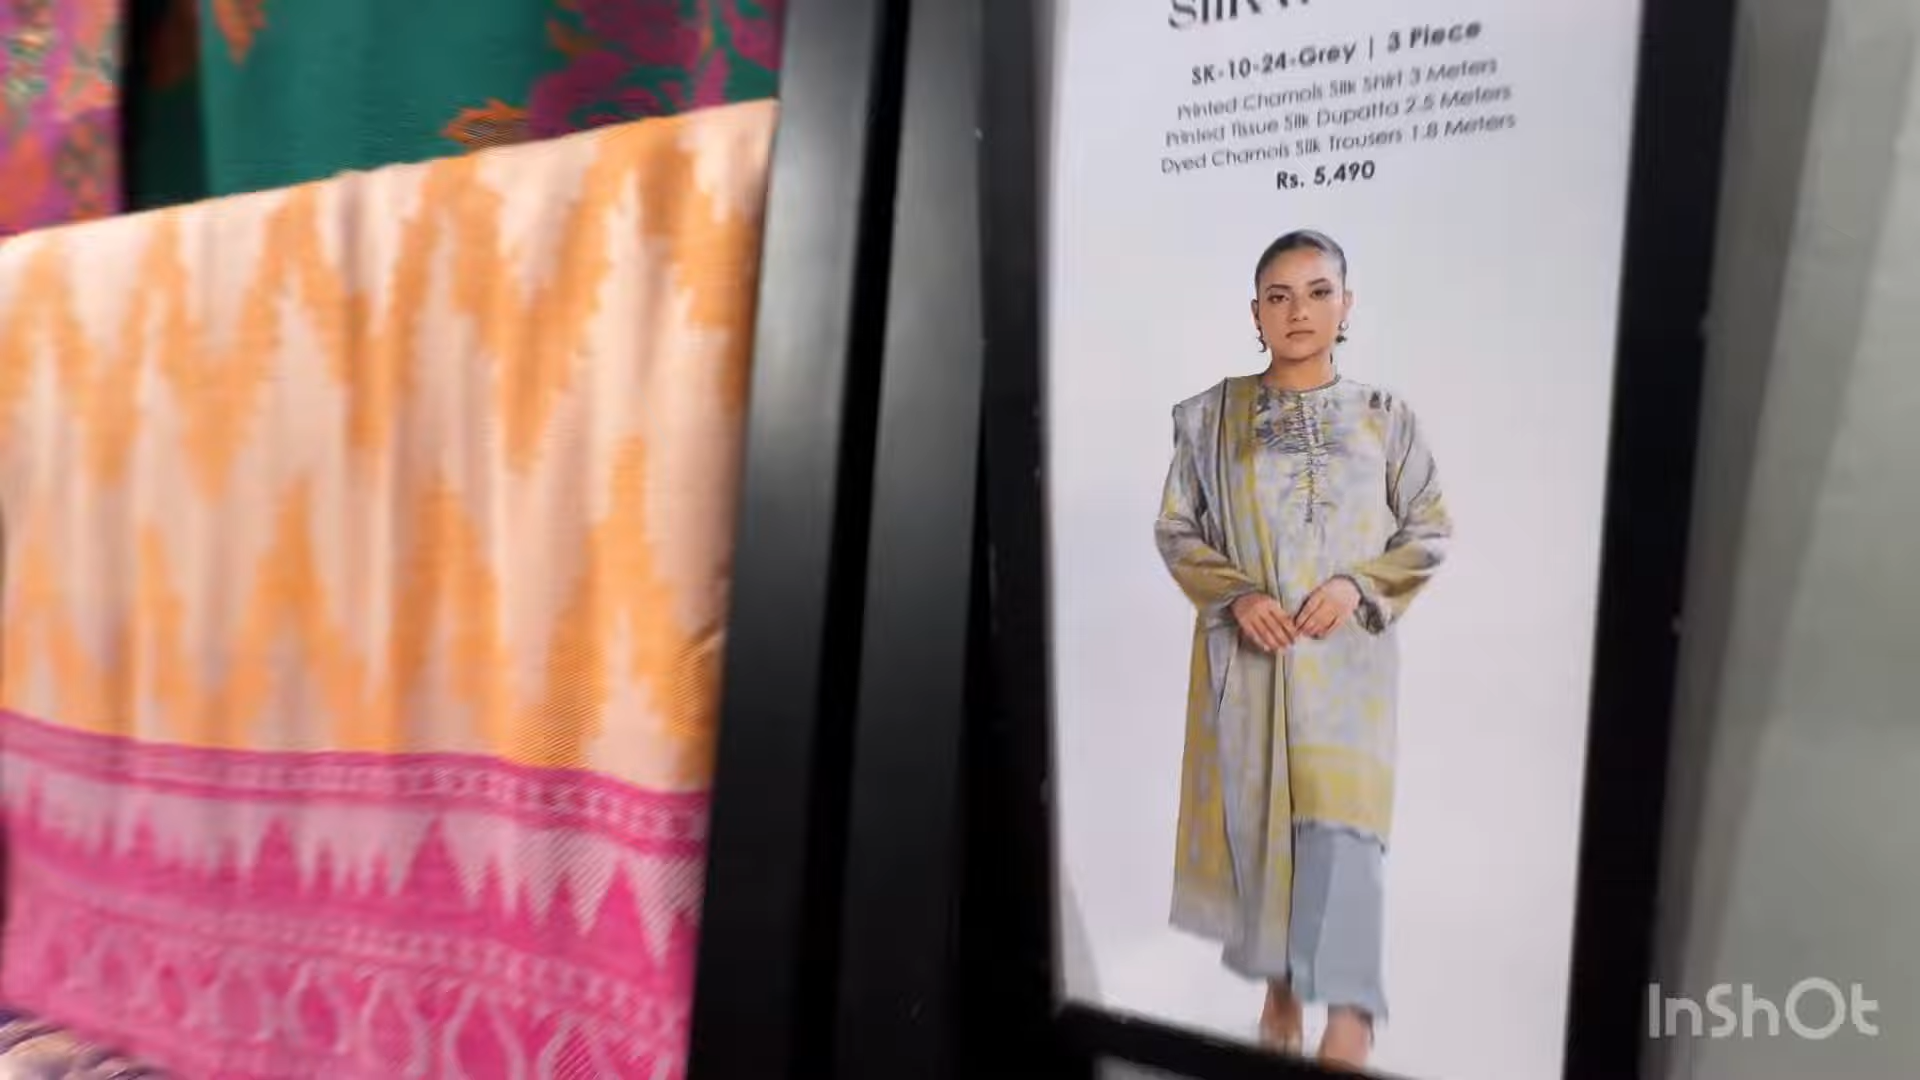 SK-10-24-Grey | 3 Piece
Printed Chamois Silk Shirt 3 Meters
Printed Tissue Silk Dupatta 2.5 Meters
Dyed Chamois Silk Trousers 1.8 Meters
Rs. 5,490
InShOt